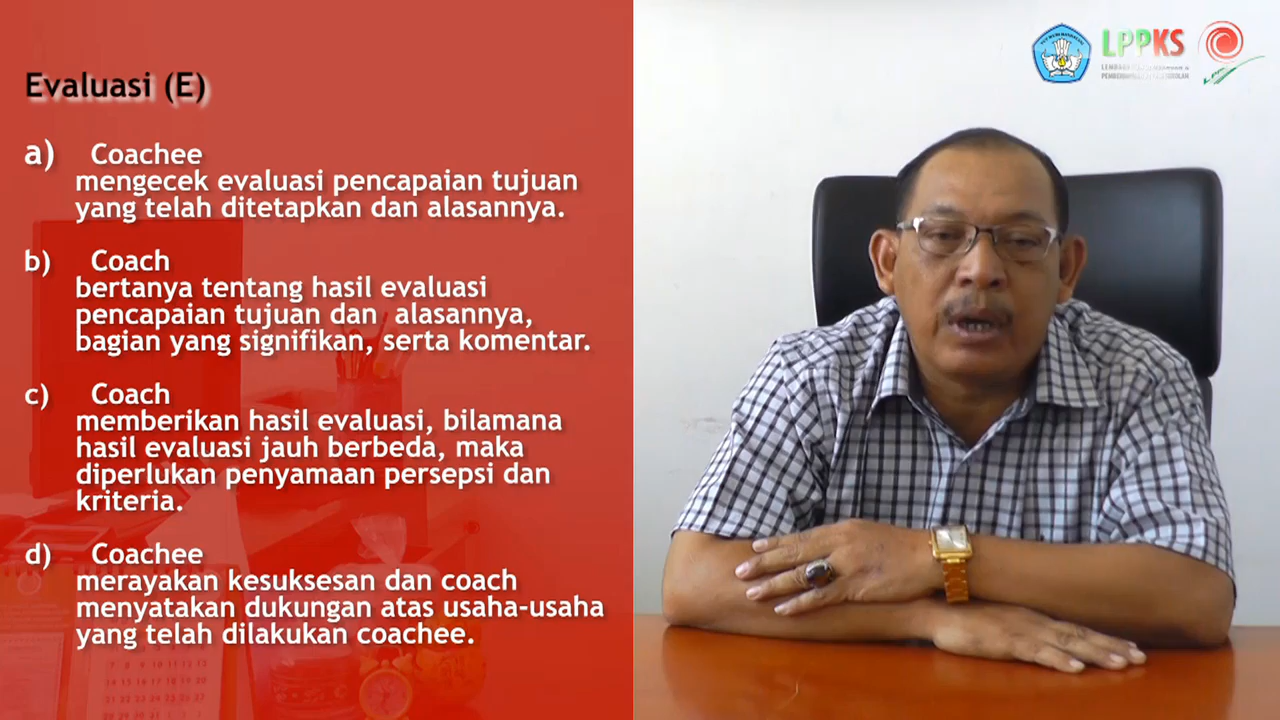 Evaluasi (E)
a) Coachee
mengecek evaluasi pencapaian tujuan
yang telah ditetapkan dan alasannya.
b) Coach
bertanya tentang hasil evaluasi
pencapaian tujuan dan alasannya,
bagian yang signifikan, serta komentar.
c) Coach
memberikan hasil evaluasi, bilamana
hasil evaluasi jauh berbeda, maka
diperlukan penyamaan persepsi dan
kriteria.
d) Coachee
merayakan kesuksesan dan coach
menyatakan dukungan atas usaha-usaha
yang telah dilakukan coachee.
LPPKS